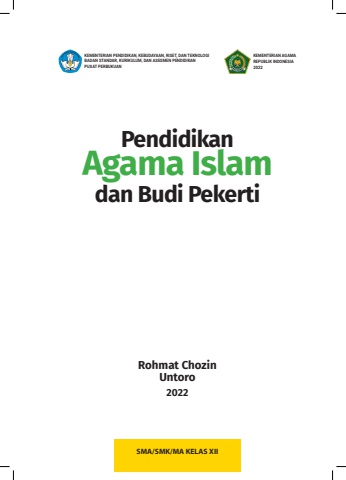 KEMENTERIAN PENDIDIKAN, KEBUDAYAAN, RISET, DAN TEKNOLOGI
BADAN STANDAR, KURIKULUM, DAN ASESMEN PENDIDIKAN
PUSAT PERBUKUAN
KEMENTERIAN AGAMA
REPUBLIK INDONESIA
2022
Pendidikan
Agama Islam
dan Budi Pekerti
Rohmat Chozin
Untoro
2022
SMA/SMK/MA KELAS XII